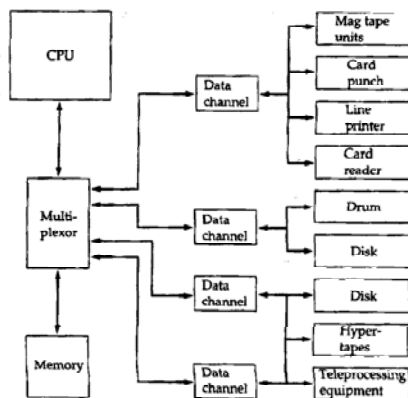 CPU
Multi-
plexor
Memory
Data
channel
Data
channel
Data
channel
Data
channel
Mag tape
units
Card
punch
Line
printer
Card
reader
Drum
Disk
Disk
Hyper-
tapes
Teleprocessing
equipment